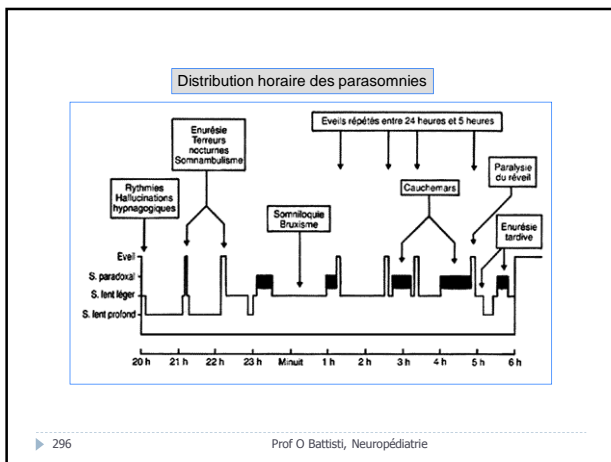 Distribution horaire des parasomnies
Eveils répétés entre 24 heures et 5 heures
Enurésie
Terreurs
nocturnes
Somnambulisme
Paralysie
du réveil
Rythmies
Hallucinations
hypnagogiques
Cauchemars
Somniloquie
Bruxisme
Enurésie
tardive
Eveil
S. paradoxal
S. lent léger
S. lent profond
20 h 21 h 22 h 23 h Minuit 1 h 2 h 3 h 4 h 5 h 6 h
296 Prof O Battisti, Neuropédiatrie